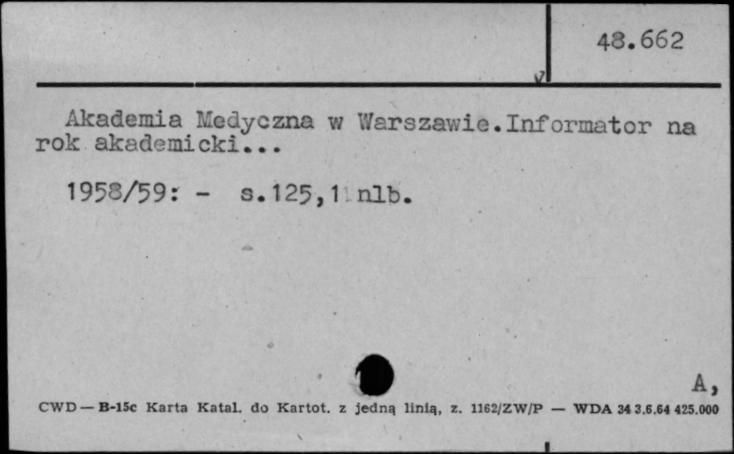 48.662
Akademia Medyczna w Warszawie.Informator na
rok akademicki...
1958/59: - s.125,1 nlb.
A,
CWD — B-15c Karta Katal. do Kartot. z jedną linią, z. 1162/ZW/P — WDA 34 3.6.64 425.000